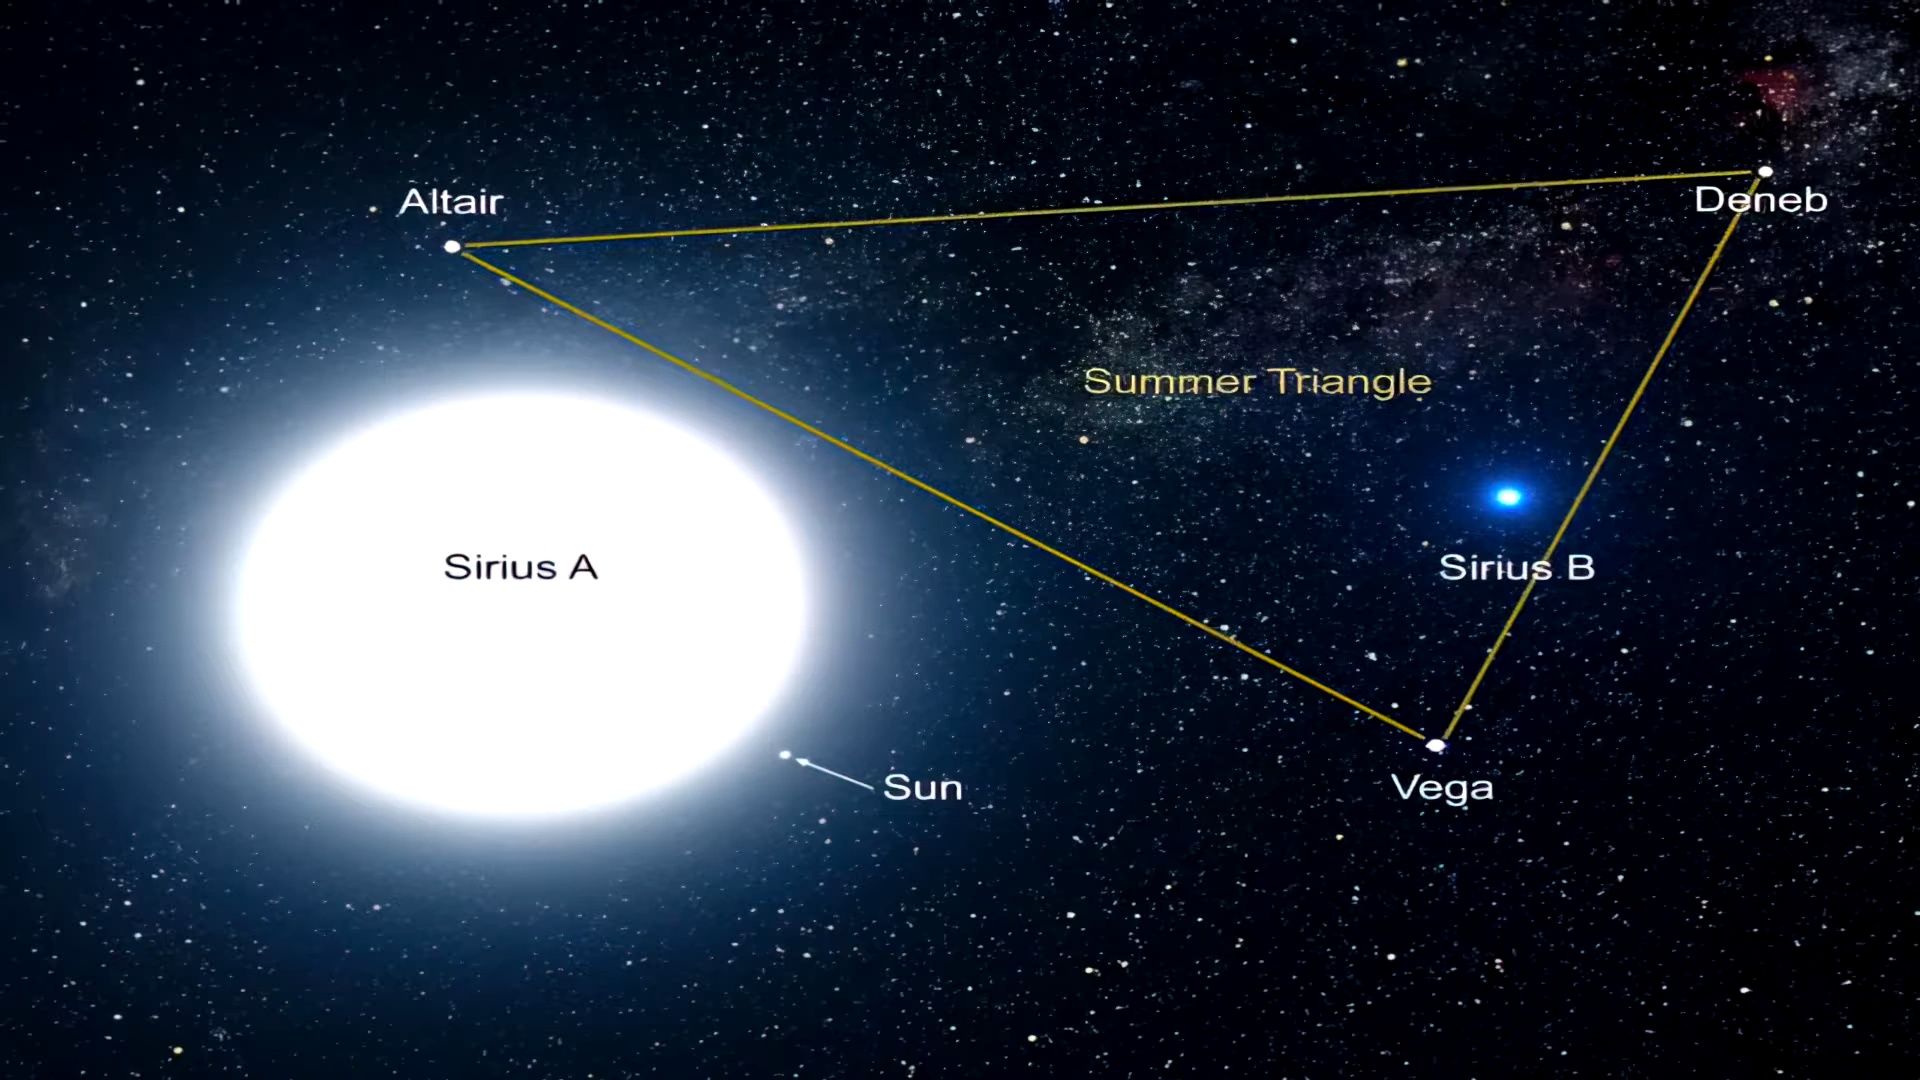 Altair
Deneb
Summer Triangle
Sirius A
Sirius B
Sun
Vega